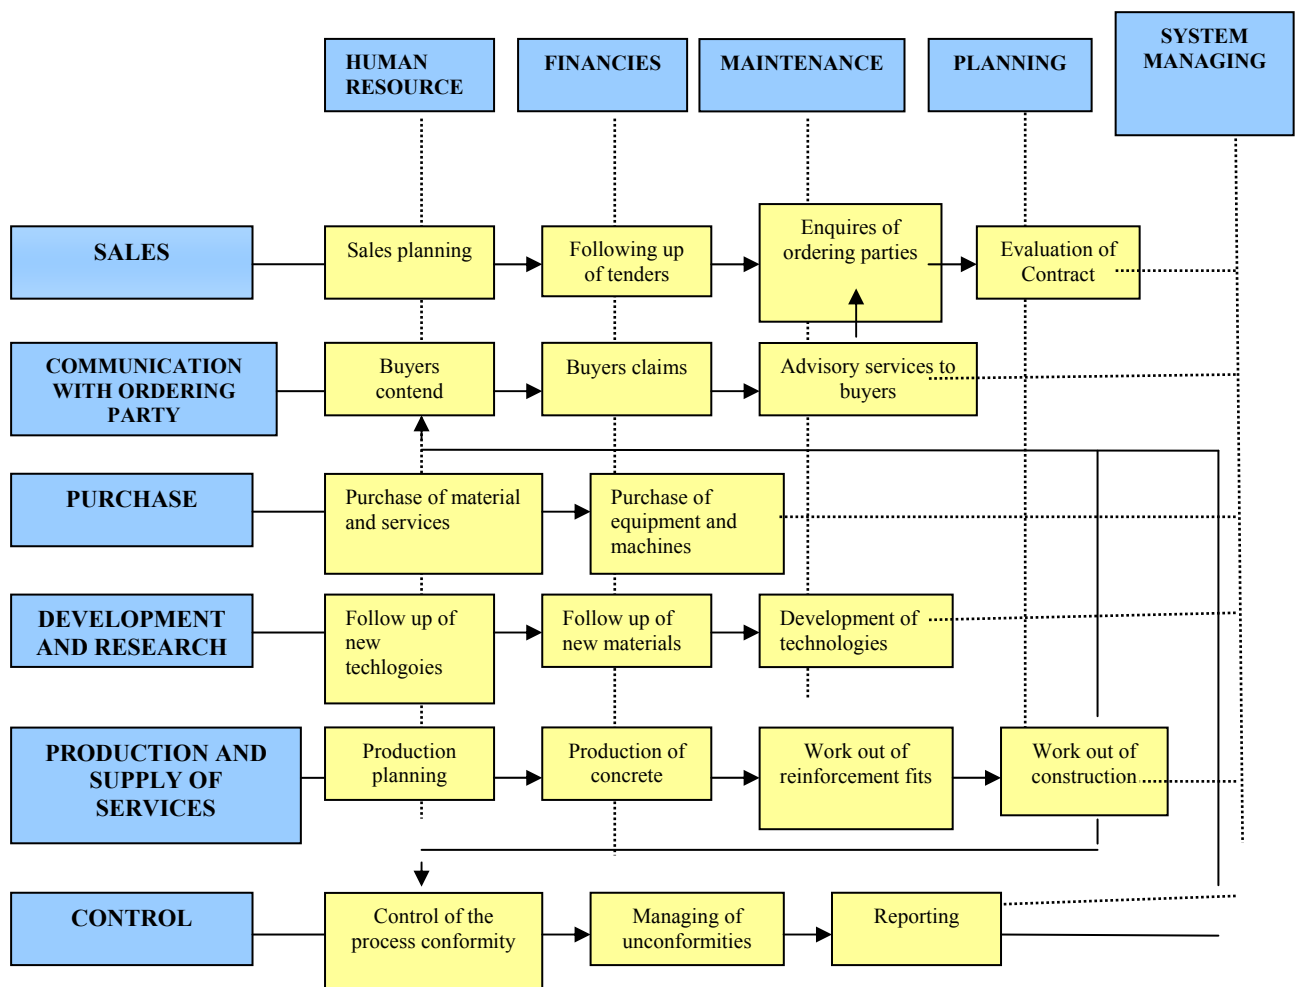 HUMAN
RESOURCE
FINANCIES
MAINTENANCE
PLANNING
SYSTEM
MANAGING
SALES
Sales planning
Following up
of tenders
Enquires of
ordering parties
Evaluation of
Contract
COMMUNICATION
WITH ORDERING
PARTY
Buyers
contend
Buyers claims
Advisory services to
buyers
PURCHASE
Purchase of material
and services
Purchase of
equipment and
machines
DEVELOPMENT
AND RESEARCH
Follow up of
new
techlogoies
Follow up of
new materials
Development of
technologies
PRODUCTION AND
SUPPLY OF
SERVICES
Production
planning
Production of
concrete
Work out of
reinforcement fits
Work out of
construction
CONTROL
Control of the
process conformity
Managing of
unconformities
Reporting